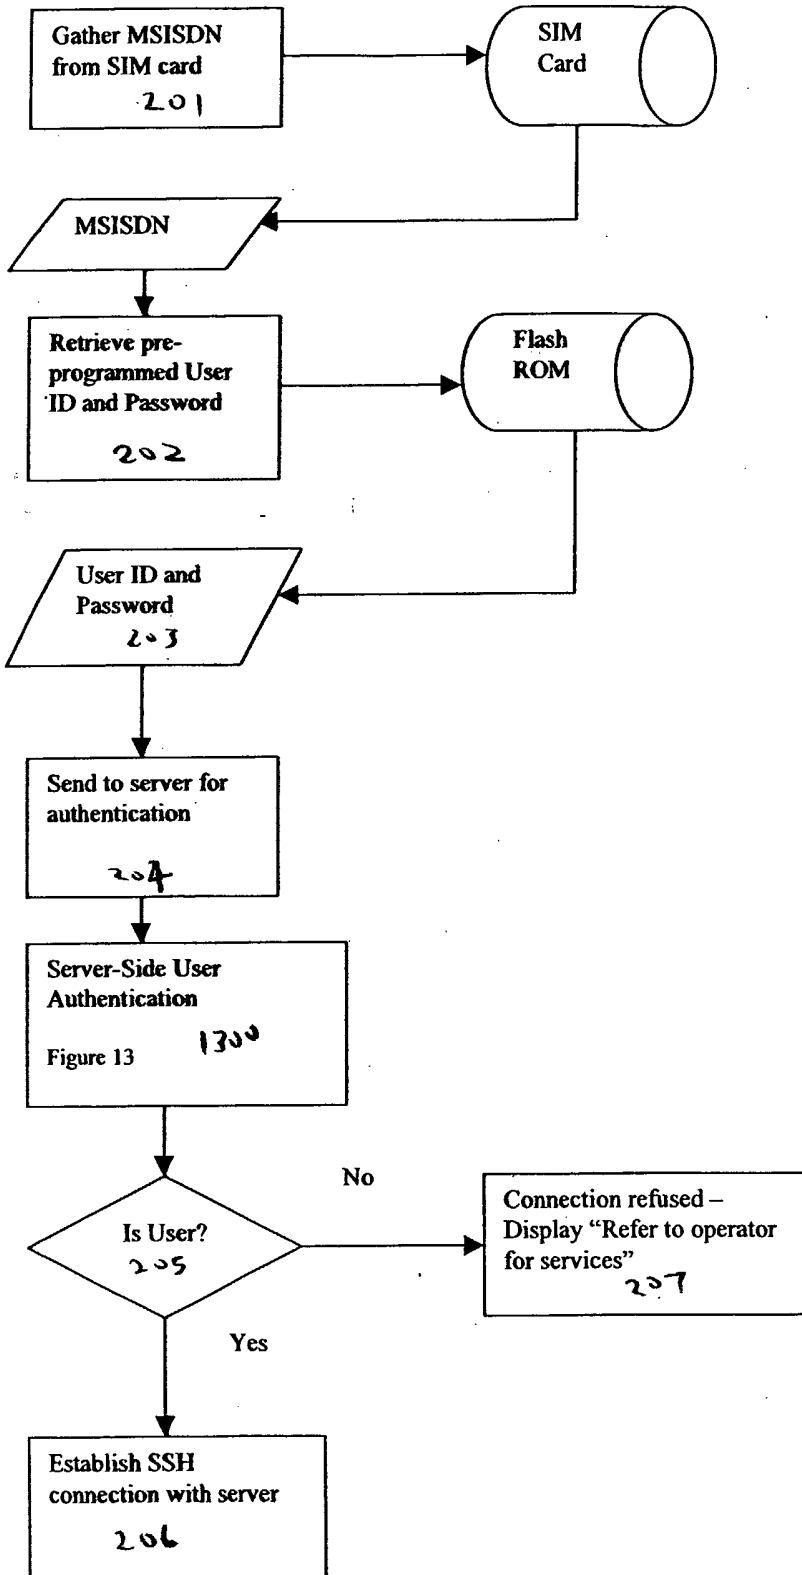 Gather MSISDN
from SIM card
201
SIM
Card
MSISDN
Retrieve pre-
programmed User
ID and Password
202
Flash
ROM
User ID and
Password
203
Send to server for
authentication
204
Server-Side User
Authentication
Figure 13
1300
Is User?
205
No
Connection refused –
Display “Refer to operator
for services”
207
Yes
Establish SSH
connection with server
206